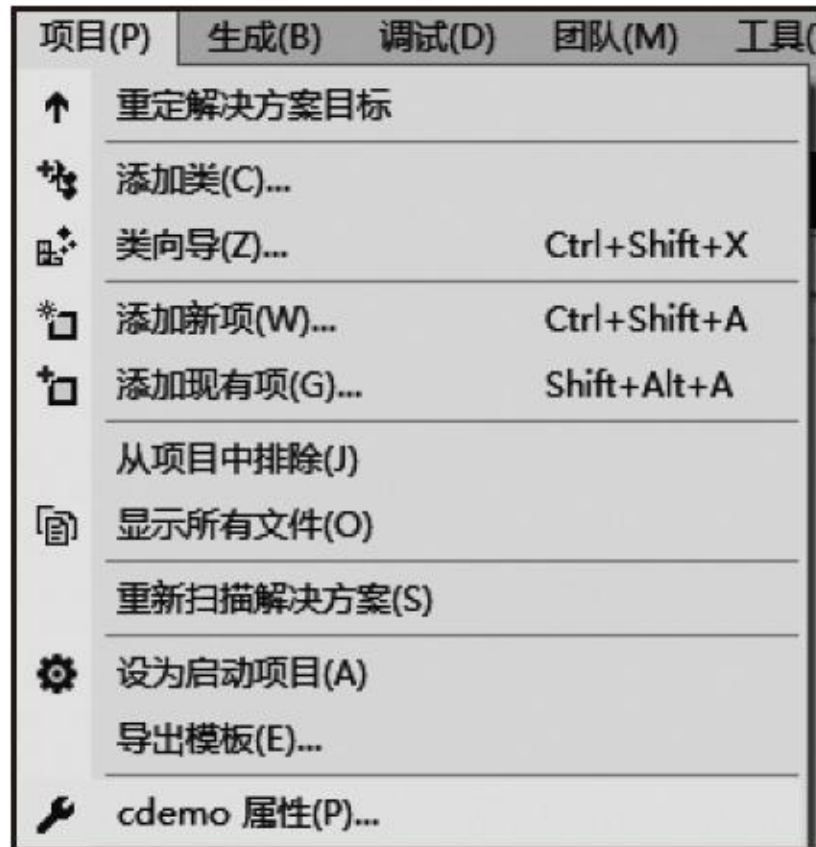 项目(P) 生成(B) 调试(D) 团队(M) 工具(
重定解决方案目标
添加类(C)...
类向导(Z)... Ctrl+Shift+X
添加新项(W)... Ctrl+Shift+A
添加现有项(G)... Shift+Alt+A
从项目中排除(J)
显示所有文件(O)
重新扫描解决方案(S)
设为启动项目(A)
导出模板(E)...
cdemo 属性(P)...